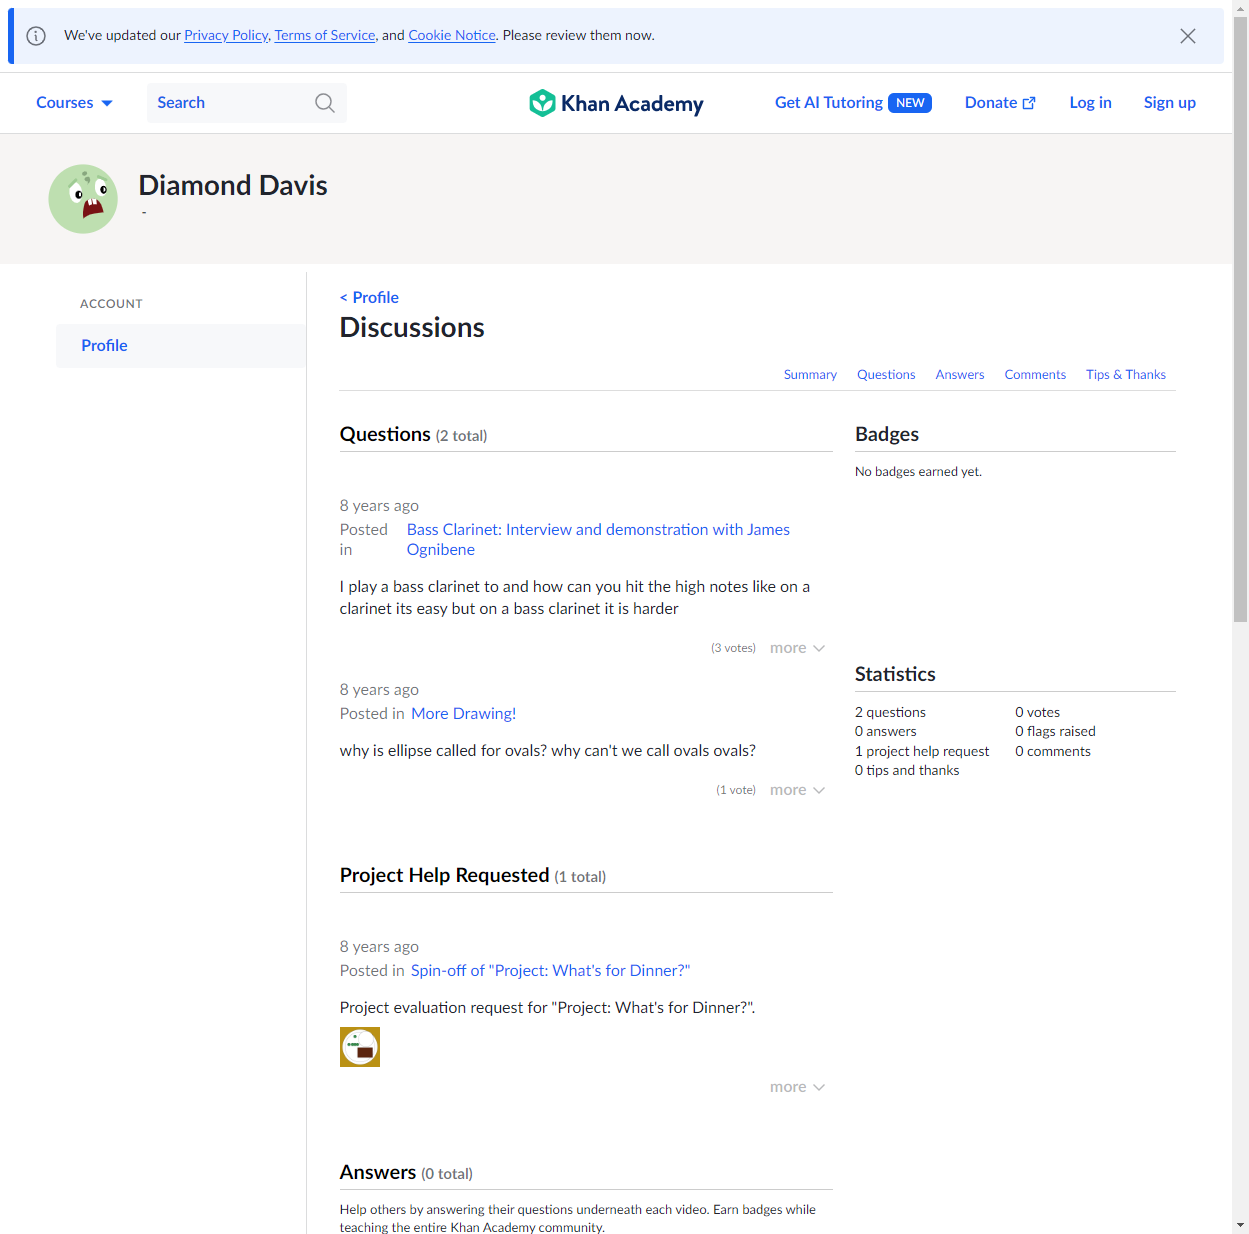 We've updated our Privacy Policy, Terms of Service, and Cookie Notice. Please review them now.
Courses
Search
Khan Academy
Get AI Tutoring NEW
Donate
Log in
Sign up
Diamond Davis
-
ACCOUNT
Profile
< Profile
Discussions
Summary
Questions
Answers
Comments
Tips & Thanks
Questions (2 total)
8 years ago
Posted in
Bass Clarinet: Interview and demonstration with James
Ognibene
I play a bass clarinet to and how can you hit the high notes like on a
clarinet its easy but on a bass clarinet it is harder
(3 votes)
more
8 years ago
Posted in More Drawing!
why is ellipse called for ovals? why can't we call ovals ovals?
(1 vote)
more
Project Help Requested (1 total)
8 years ago
Posted in Spin-off of "Project: What's for Dinner?"
Project evaluation request for "Project: What's for Dinner?".
more
Answers (0 total)
Help others by answering their questions underneath each video. Earn badges while
teaching the entire Khan Academy community.
Badges
No badges earned yet.
Statistics
2 questions
0 answers
1 project help request
0 tips and thanks
0 votes
0 flags raised
0 comments